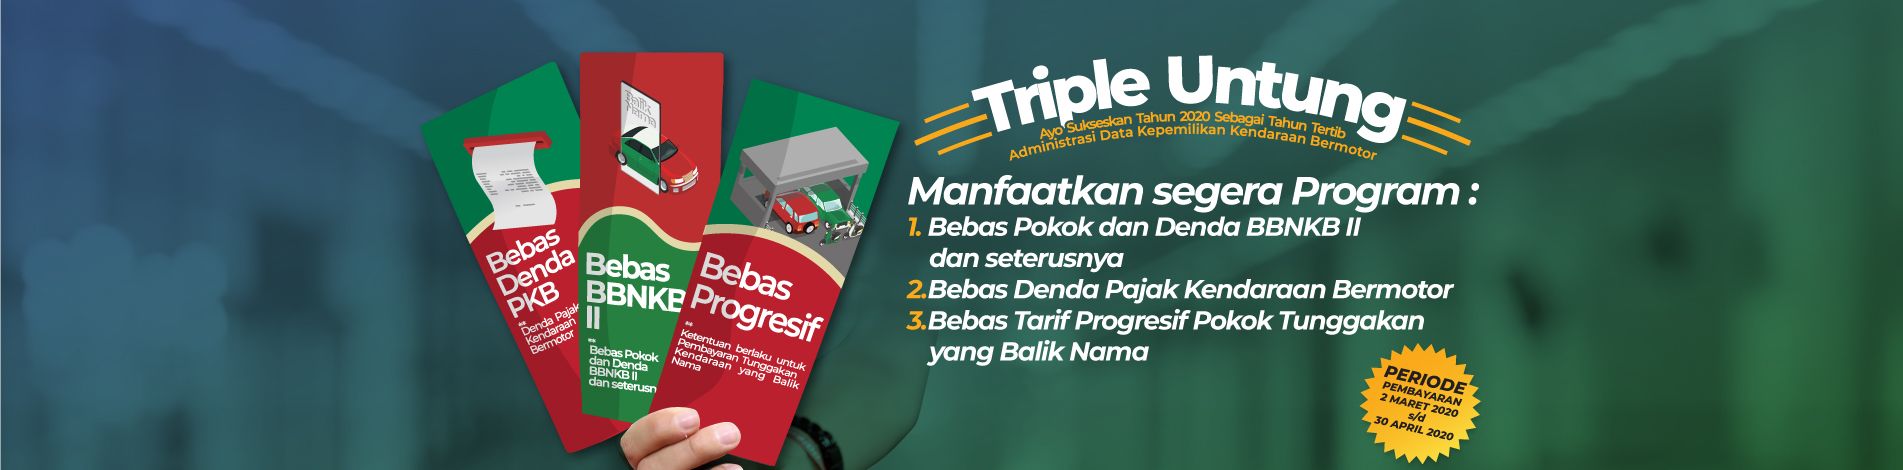 Bebas
Denda
PKB
**
Denda Pajak
Kendaraan
Bermotor
Balik
Nama
Bebas
BBNKB
II
**
Bebas Pokok
dan Denda
BBNKB II
dan seterusn
Bebas
Progresif
**
Ketentuan berlaku untuk
Pembayaran Tunggakan
Kendaraan yang Balik
Nama
Triple Untung
Ayo Sukseskan Tahun 2020 Sebagai Tahun Tertib
Administrasi Data Kepemilikan Kendaraan Bermotor
Manfaatkan segera Program :
1. Bebas Pokok dan Denda BBNKB II
dan seterusnya
2. Bebas Denda Pajak Kendaraan Bermotor
3. Bebas Tarif Progresif Pokok Tunggakan
yang Balik Nama
PERIODE
PEMBAYARAN
2 MARET 2020
s/d
30 APRIL 2020